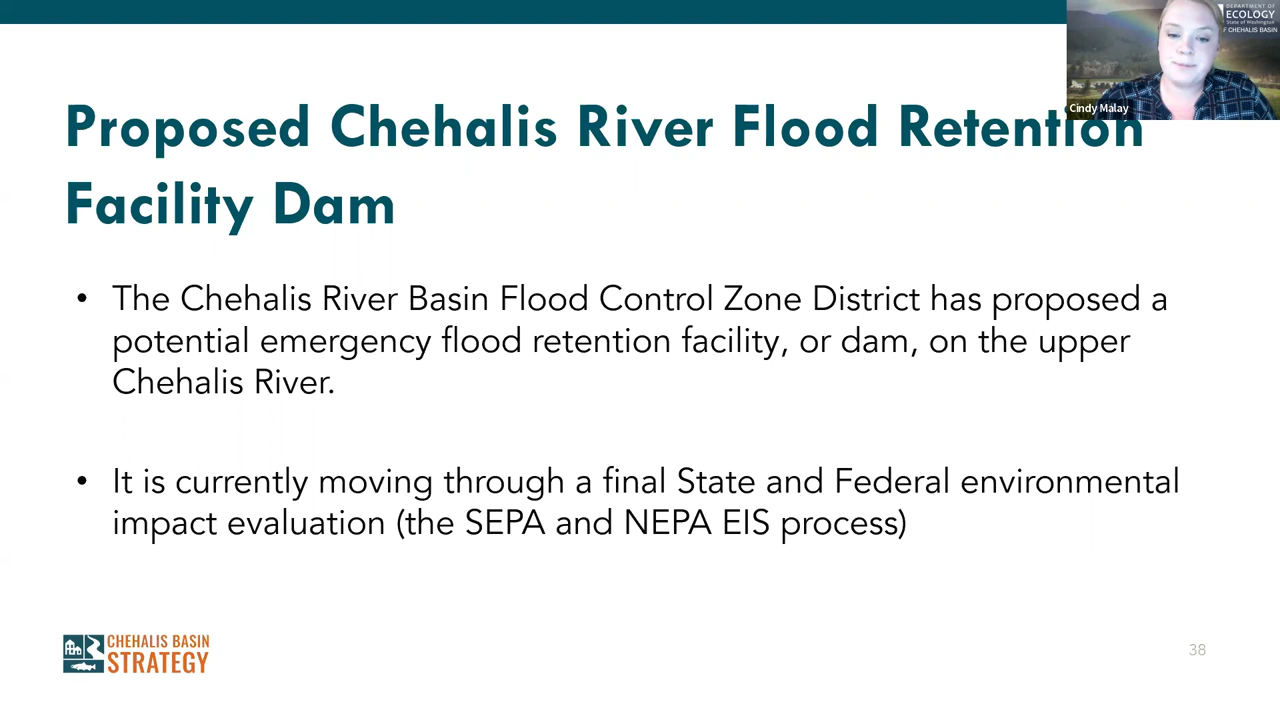 DEPARTMENT OF
ECOLOGY
State of Washington
CHEHALIS BASIN
Cindy Malay
Proposed Chehalis River Flood Retention
Facility Dam
• The Chehalis River Basin Flood Control Zone District has proposed a
potential emergency flood retention facility, or dam, on the upper
Chehalis River.
• It is currently moving through a final State and Federal environmental
impact evaluation (the SEPA and NEPA EIS process)
CHEHALIS BASIN
STRATEGY
38